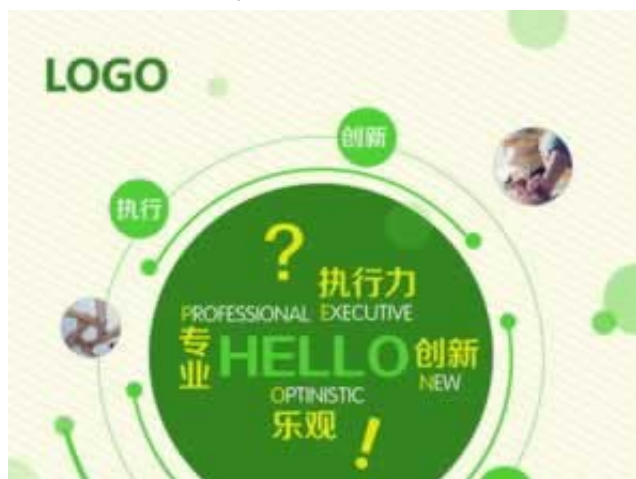 LOGO
创新
执行
?
执行力
PROFESSIONAL EXECUTIVE
专业 HELLO 创新
NEW
OPTINISTIC
乐观
!